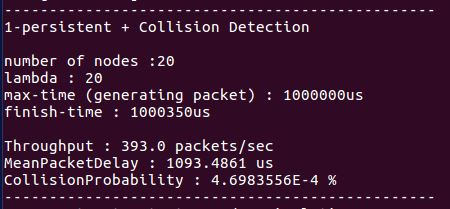 ------------------------------------------------
1-persistent + Collision Detection
number of nodes :20
lambda : 20
max-time (generating packet) : 1000000us
finish-time : 1000350us
Throughput : 393.0 packets/sec
MeanPacketDelay : 1093.4861 us
CollisionProbability : 4.6983556E-4 %
------------------------------------------------